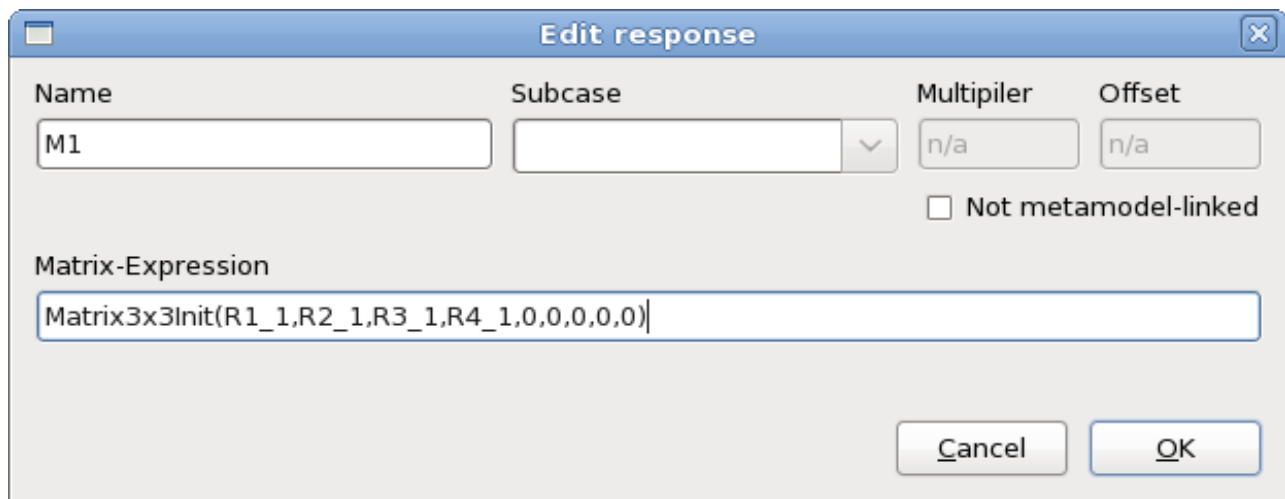 Edit response
Name Subcase Multipiler Offset
M1 n/a n/a
Not metamodel-linked
Matrix-Expression
Matrix3x3Init(R1_1,R2_1,R3_1,R4_1,0,0,0,0,0)
Cancel OK